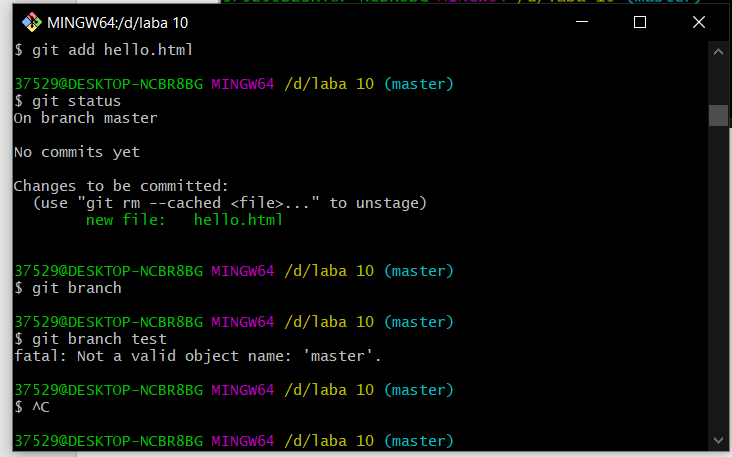 MINGW64:/d/laba 10
$ git add hello.html
37529@DESKTOP-NCBR8BG MINGW64 /d/laba 10 (master)
$ git status
On branch master
No commits yet
Changes to be committed:
  (use "git rm --cached <file>..." to unstage)
        new file:   hello.html
37529@DESKTOP-NCBR8BG MINGW64 /d/laba 10 (master)
$ git branch
37529@DESKTOP-NCBR8BG MINGW64 /d/laba 10 (master)
$ git branch test
fatal: Not a valid object name: 'master'.
37529@DESKTOP-NCBR8BG MINGW64 /d/laba 10 (master)
$ ^C
37529@DESKTOP-NCBR8BG MINGW64 /d/laba 10 (master)